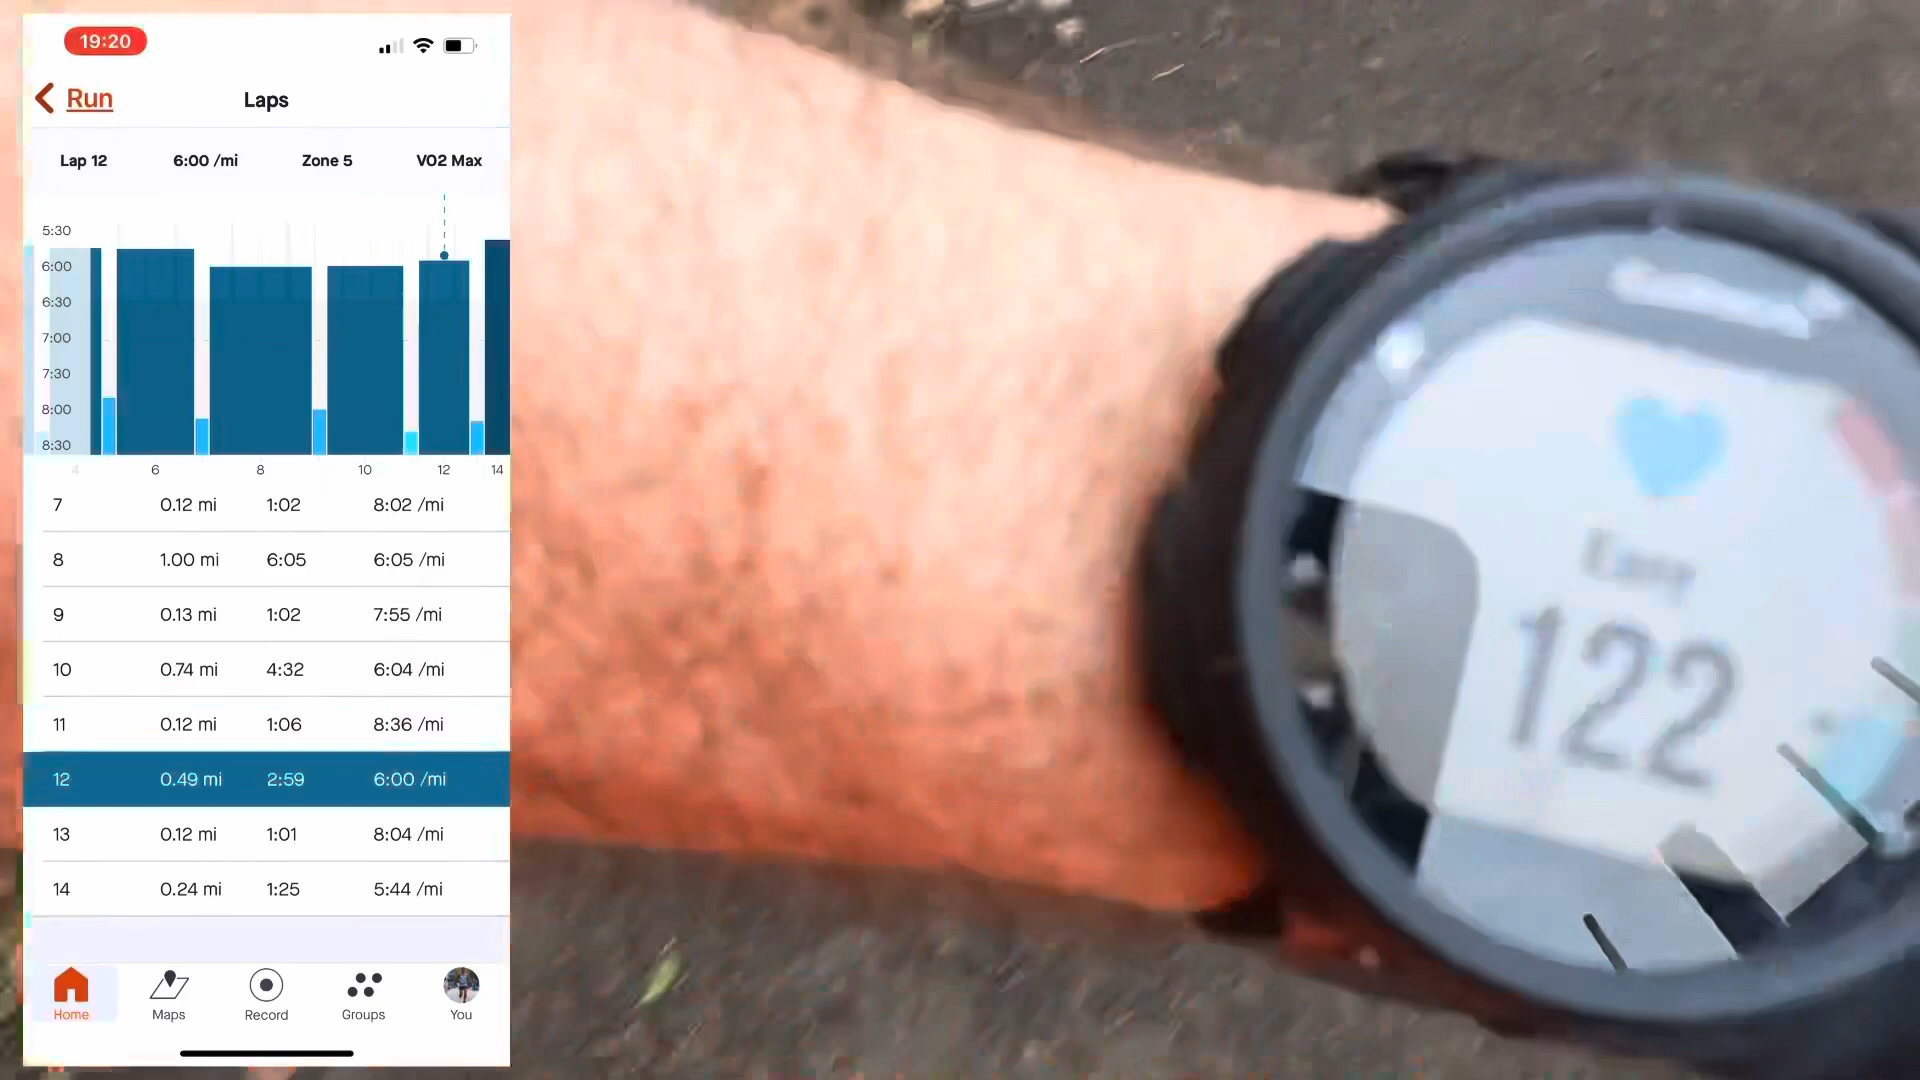 19:20
Run
Laps
Lap 12 6:00 /mi Zone 5 VO2 Max
5:30
6:00
6:30
7:00
7:30
8:00
8:30
4 6 8 10 12 14
7 0.12 mi 1:02 8:02 /mi
8 1.00 mi 6:05 6:05 /mi
9 0.13 mi 1:02 7:55 /mi
10 0.74 mi 4:32 6:04 /mi
11 0.12 mi 1:06 8:36 /mi
12 0.49 mi 2:59 6:00 /mi
13 0.12 mi 1:01 8:04 /mi
14 0.24 mi 1:25 5:44 /mi
Home Maps Record Groups You
Easy
122